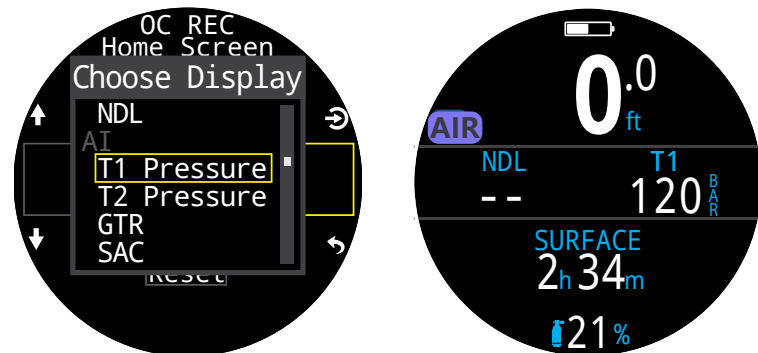 OC REC
Home Screen
Choose Display
NDL
AI
T1 Pressure
T2 Pressure
GTR
SAC
Reset
0.0
ft
AIR
NDL
T1
--
120 BAR
SURFACE
2h 34m
21%